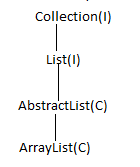 Collection(I)
List(I)
AbstractList(C)
ArrayList(C)